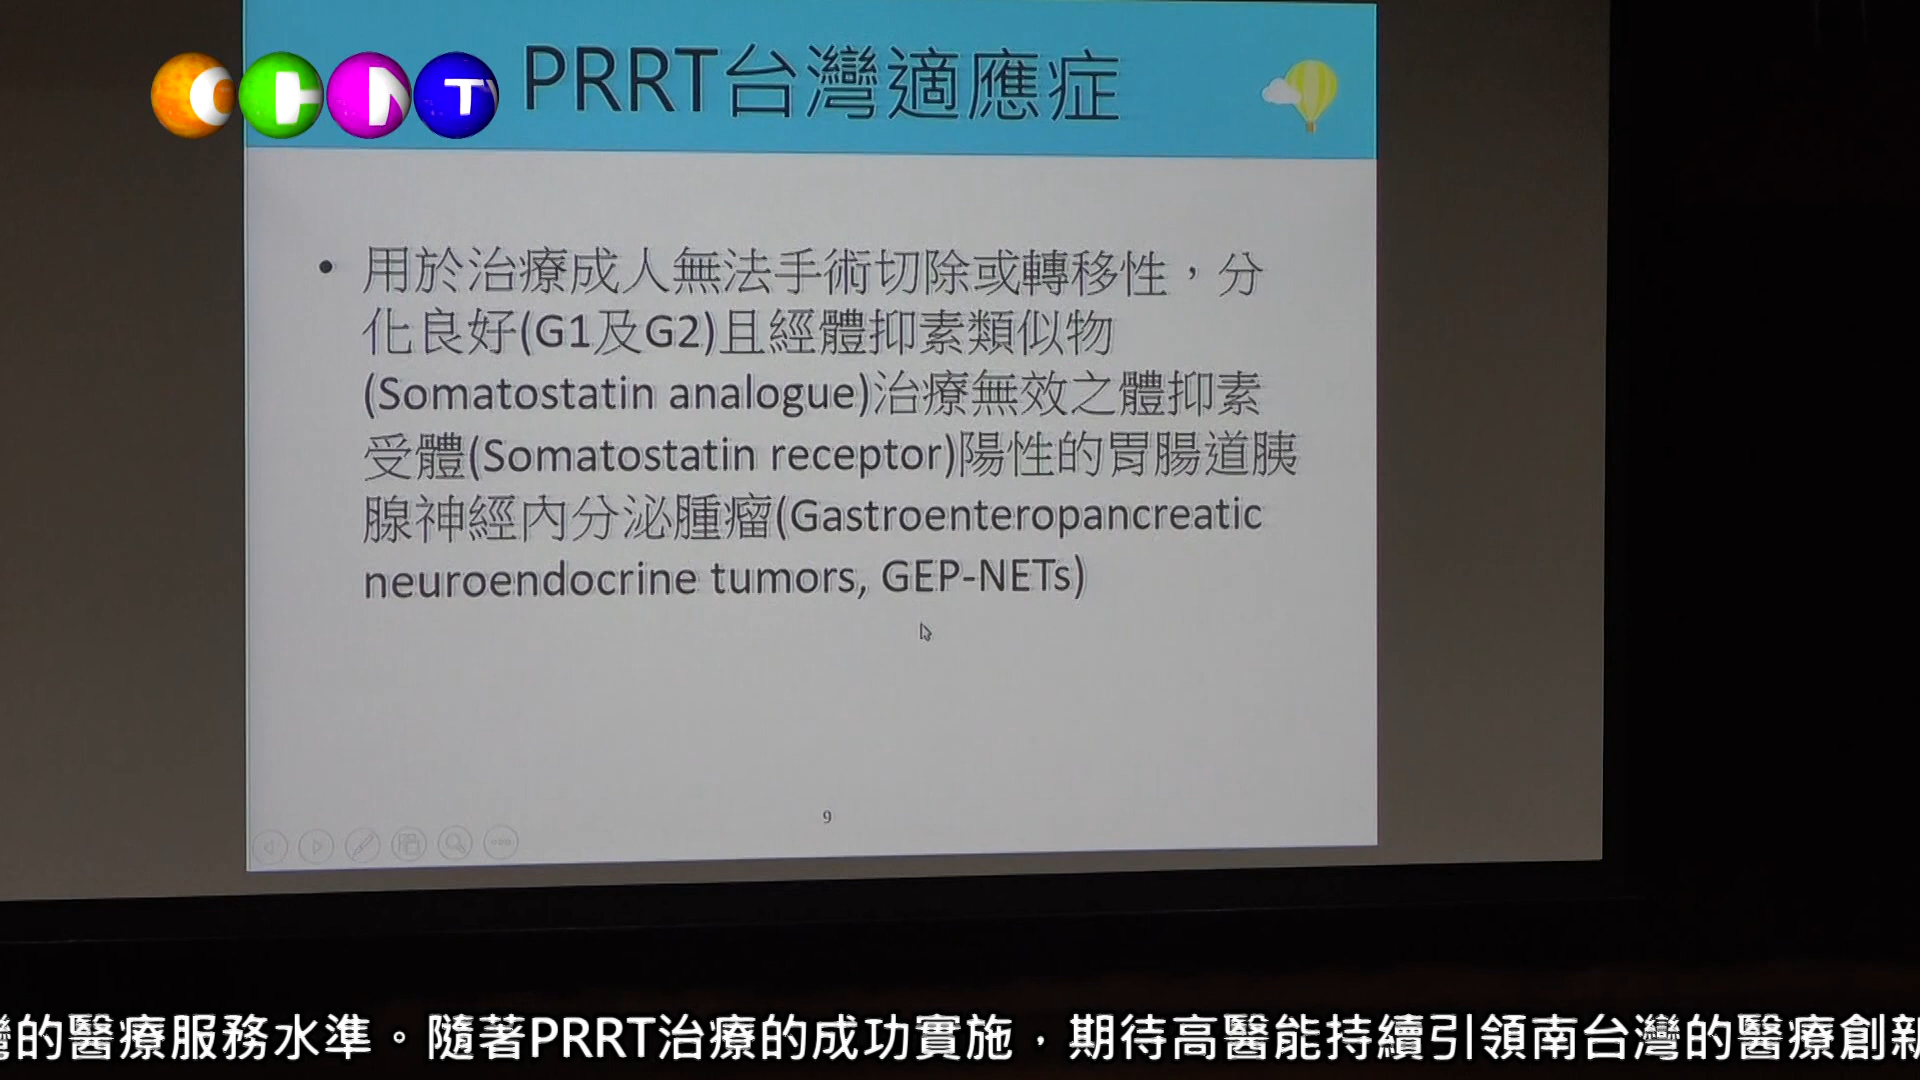 CHNTV
PRRT台灣適應症
• 用於治療成人無法手術切除或轉移性，分
化良好(G1及G2)且經體抑素類似物
(Somatostatin analogue)治療無效之體抑素
受體(Somatostatin receptor)陽性的胃腸道胰
腺神經內分泌腫瘤(Gastroenteropancreatic
neuroendocrine tumors, GEP-NETs)
9
灣的醫療服務水準。隨著PRRT治療的成功實施，期待高醫能持續引領南台灣的醫療創新